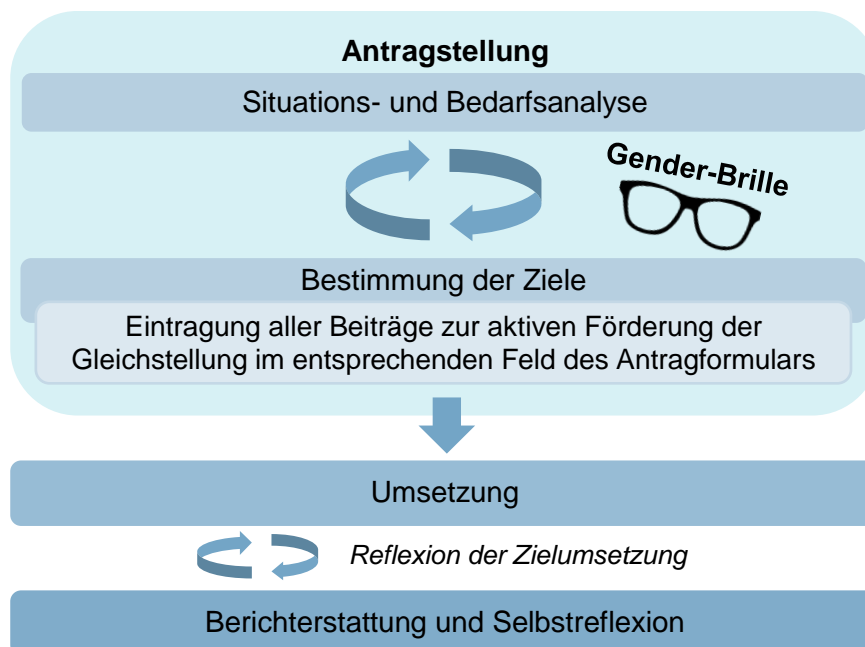 Antragstellung
Situations- und Bedarfsanalyse
Gender-Brille
Bestimmung der Ziele
Eintragung aller Beiträge zur aktiven Förderung der
Gleichstellung im entsprechenden Feld des Antragformulars
Umsetzung
Reflexion der Zielumsetzung
Berichterstattung und Selbstreflexion